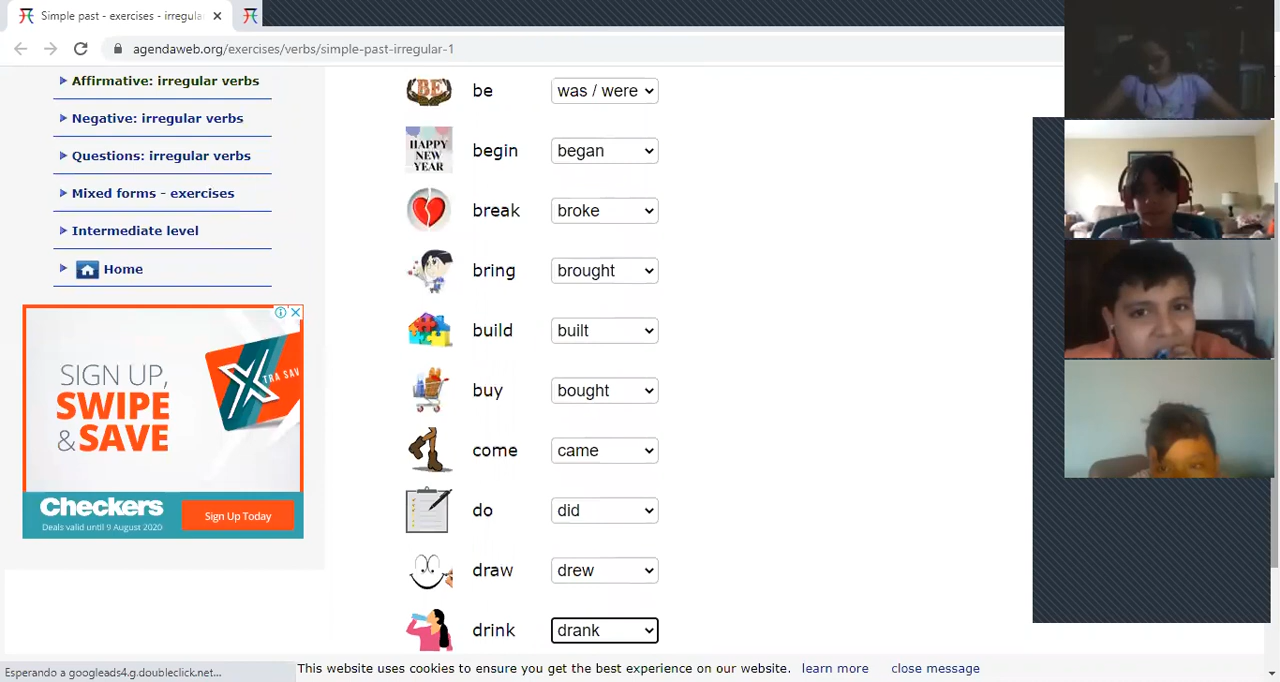 Simple past - exercises - irregula
agendaweb.org/exercises/verbs/simple-past-irregular-1
Affirmative: irregular verbs
Negative: irregular verbs
Questions: irregular verbs
Mixed forms - exercises
Intermediate level
Home
SIGN UP,
SWIPE
& SAVE
XTRA SAV
Checkers
Deals valid until 9 August 2020
Sign Up Today
BE be was / were
HAPPY NEW YEAR begin began
break broke
bring brought
build built
buy bought
come came
do did
draw drew
drink drank
Esperando a googleads4.g.doubleclick.net...
This website uses cookies to ensure you get the best experience on our website. learn more close message